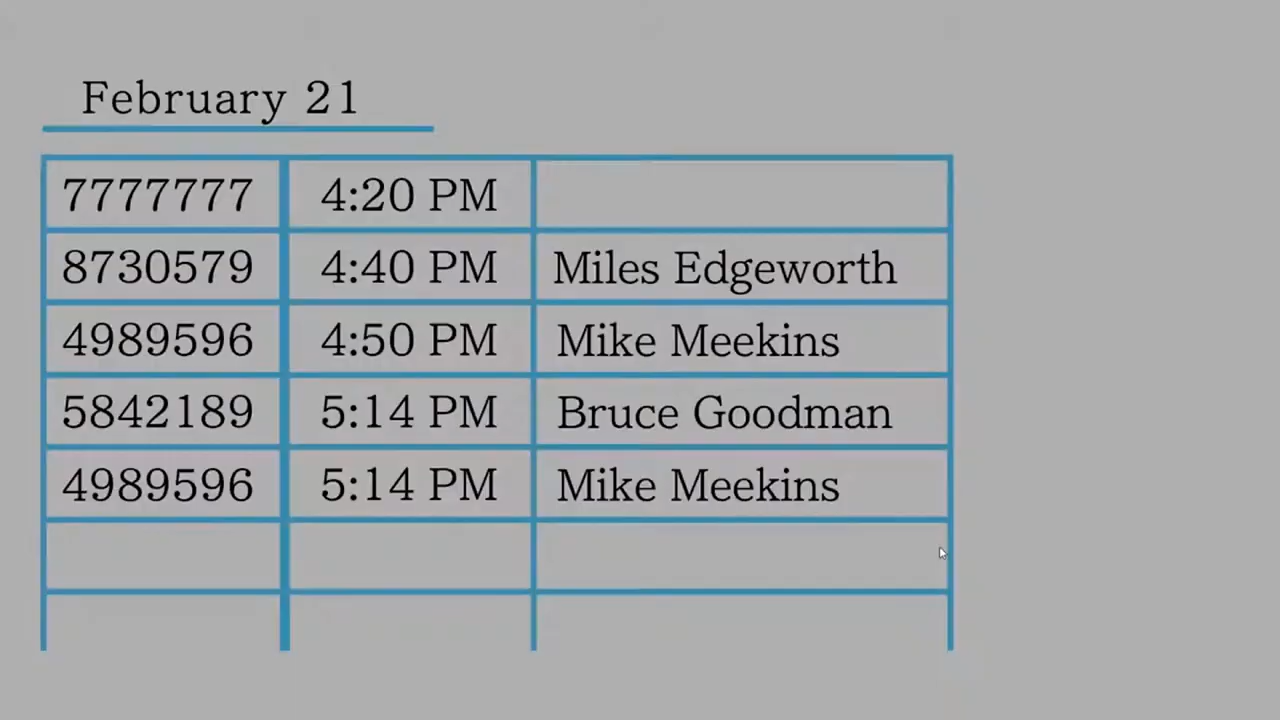 February 21
7777777 4:20 PM
8730579 4:40 PM Miles Edgeworth
4989596 4:50 PM Mike Meekins
5842189 5:14 PM Bruce Goodman
4989596 5:14 PM Mike Meekins